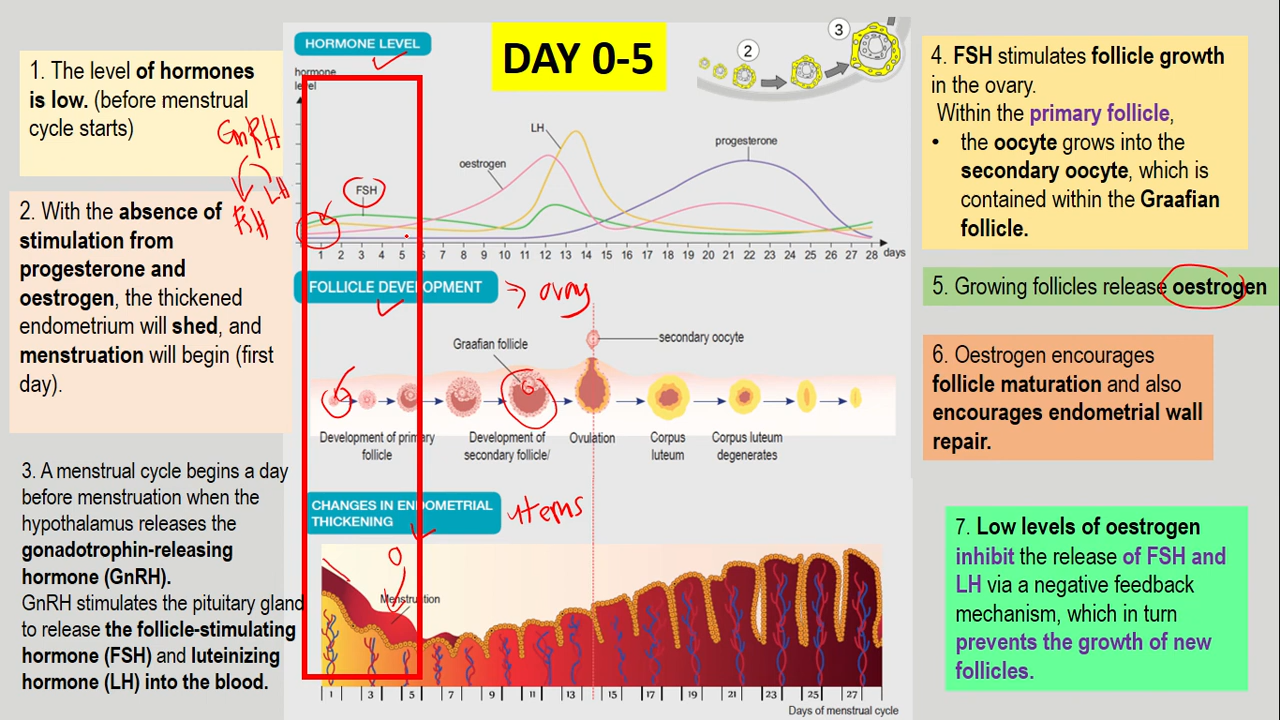 DAY 0-5
1. The level of hormones
is low. (before menstrual
cycle starts)
GnRH
FSH
LH
2. With the absence of
stimulation from
progesterone and
oestrogen, the thickened
endometrium will shed, and
menstruation will begin (first
day).
3. A menstrual cycle begins a day
before menstruation when the
hypothalamus releases the
gonadotrophin-releasing
hormone (GnRH).
GnRH stimulates the pituitary gland
to release the follicle-stimulating
hormone (FSH) and luteinizing
hormone (LH) into the blood.
HORMONE LEVEL
hormone
level
2
3
LH
oestrogen
progesterone
FSH
1 2 3 4 5 6 7 8 9 10 11 12 13 14 15 16 17 18 19 20 21 22 23 24 25 26 27 28 days
FOLLICLE DEVELOPMENT
ovary
Graafian follicle
secondary oocyte
Development of primary
follicle
Development of
secondary follicle/
Ovulation
Corpus
luteum
Corpus luteum
degenerates
CHANGES IN ENDOMETRIAL
THICKENING
uterus
Menstruation
1 3 5 7 9 11 13 15 17 19 21 23 25 27
Days of menstrual cycle
4. FSH stimulates follicle growth
in the ovary.
Within the primary follicle,
• the oocyte grows into the
secondary oocyte, which is
contained within the Graafian
follicle.
5. Growing follicles release oestrogen
6. Oestrogen encourages
follicle maturation and also
encourages endometrial wall
repair.
7. Low levels of oestrogen
inhibit the release of FSH and
LH via a negative feedback
mechanism, which in turn
prevents the growth of new
follicles.